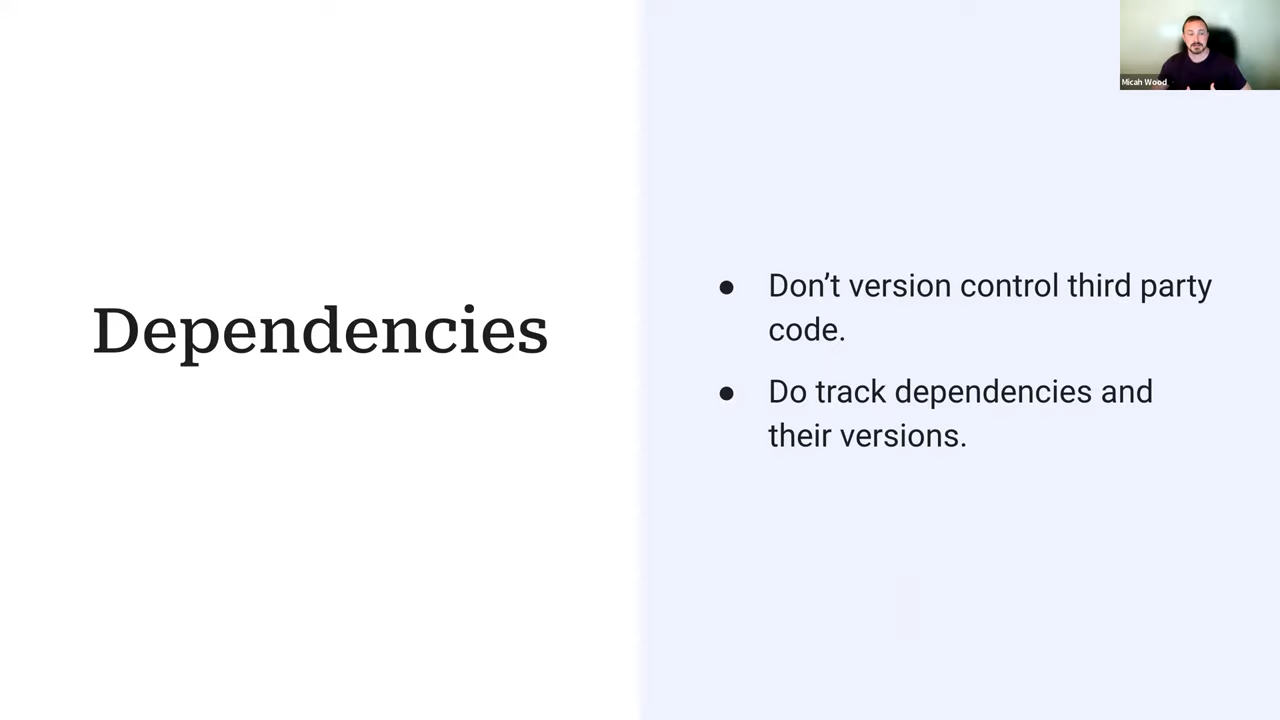 Dependencies
● Don’t version control third party
code.
● Do track dependencies and
their versions.
Micah Wood